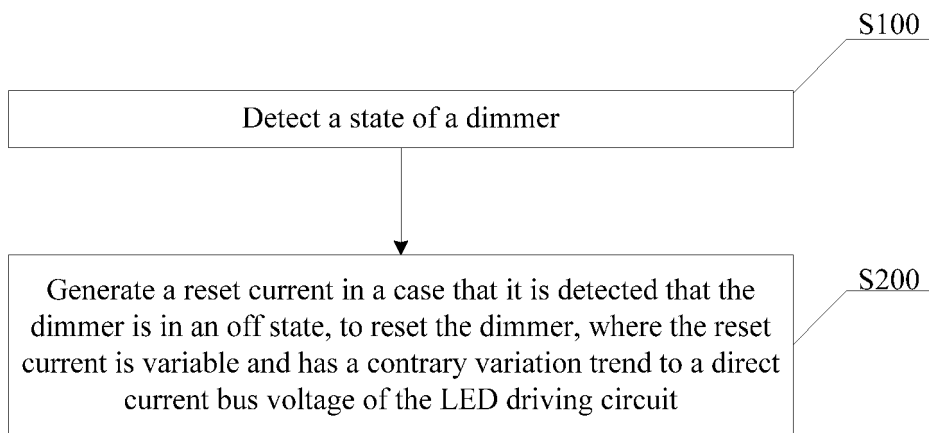 S100
Detect a state of a dimmer
S200
Generate a reset current in a case that it is detected that the
dimmer is in an off state, to reset the dimmer, where the reset
current is variable and has a contrary variation trend to a direct
current bus voltage of the LED driving circuit